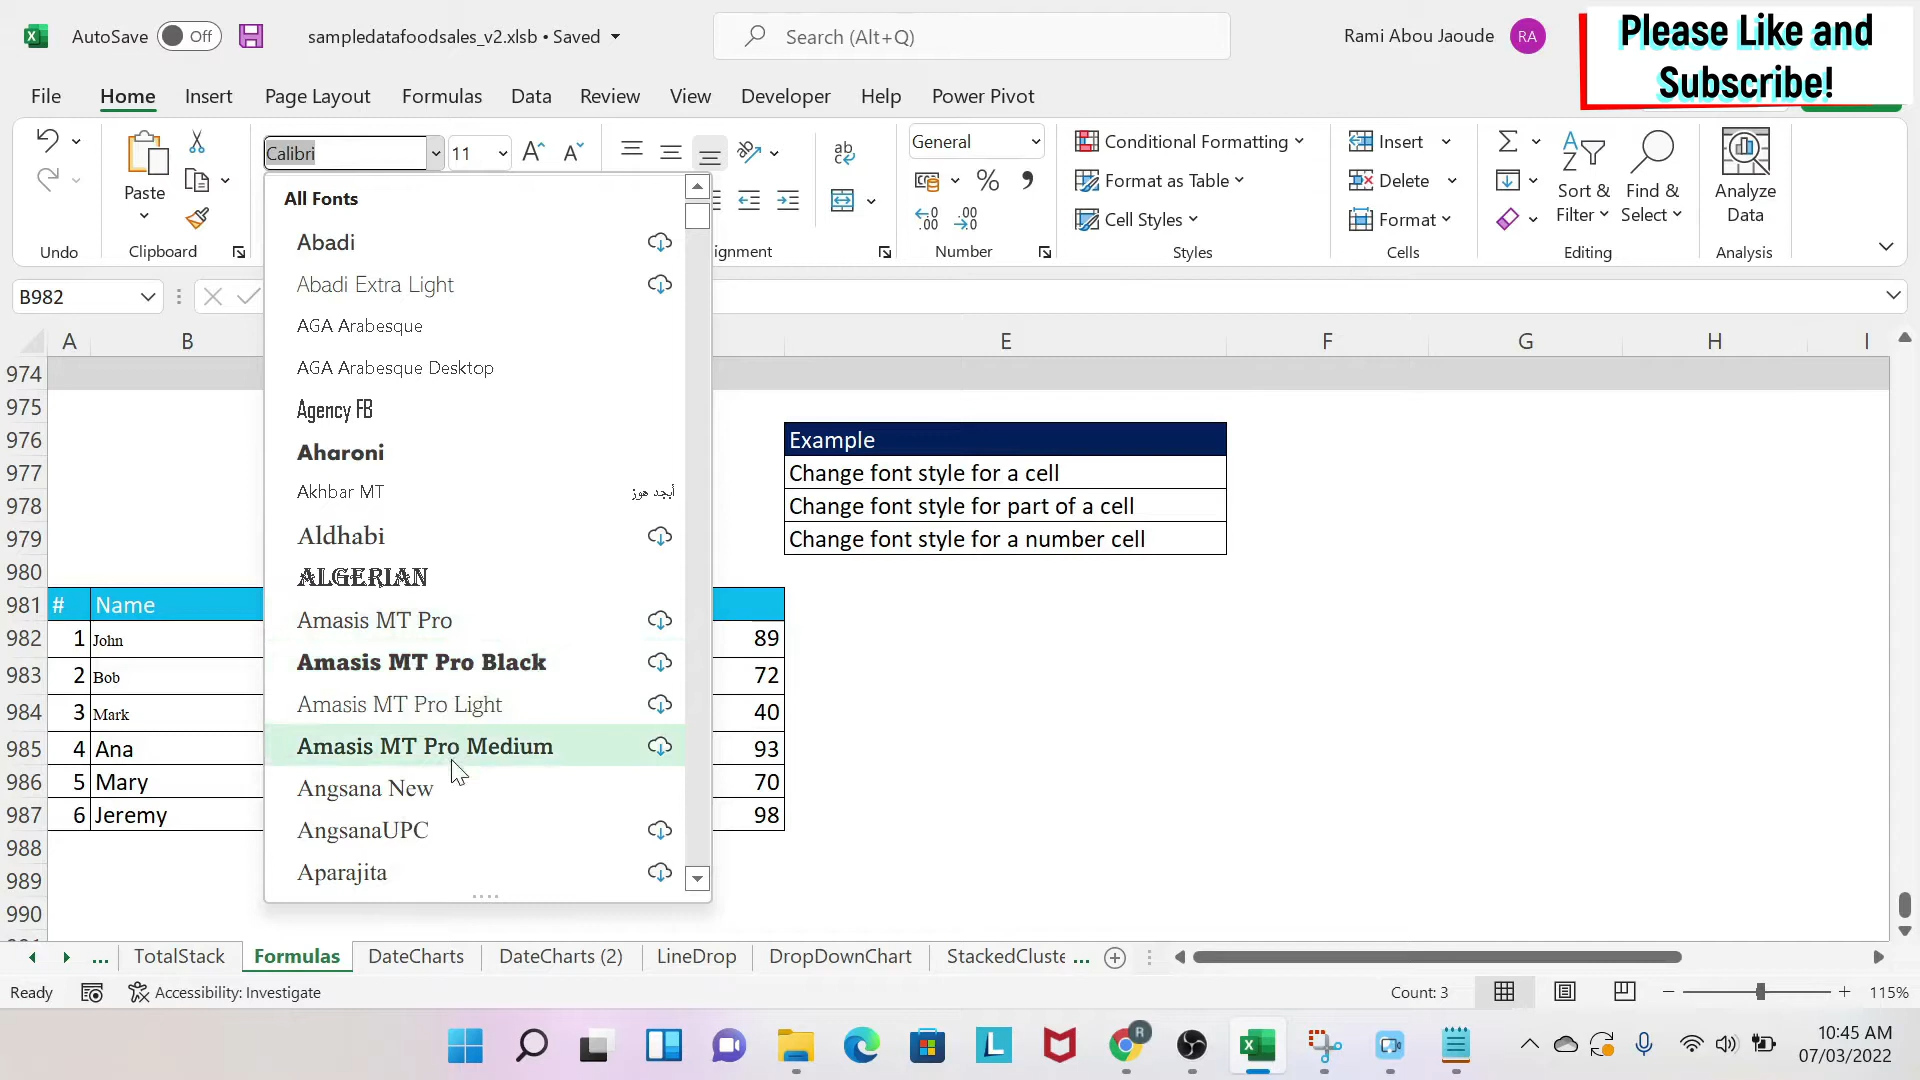 AutoSave Off sampledatafoodsales_v2.xlsb • Saved Search (Alt+Q) Rami Abou Jaoude RA
Please Like and
Subscribe!
File Home Insert Page Layout Formulas Data Review View Developer Help Power Pivot
Calibri 11 General Conditional Formatting Insert
Paste Format as Table Delete Sort & Find & Analyze
Cell Styles Format Filter Select Data
Undo Clipboard ignment Number Styles Cells Editing Analysis
B982
All Fonts
Abadi
Abadi Extra Light
AGA Arabesque
AGA Arabesque Desktop
Agency FB
Aharoni
Akhbar MT أبجد هوز
Aldhabi
ALGERIAN
Amasis MT Pro
Amasis MT Pro Black
Amasis MT Pro Light
Amasis MT Pro Medium
Angsana New
AngsanaUPC
Aparajita
A B E F G H I
974
975
976 Example
977 Change font style for a cell
978 Change font style for part of a cell
979 Change font style for a number cell
980
981 # Name
982 1 John 89
983 2 Bob 72
984 3 Mark 40
985 4 Ana 93
986 5 Mary 70
987 6 Jeremy 98
988
989
990
... TotalStack Formulas DateCharts DateCharts (2) LineDrop DropDownChart StackedCluste ...
Ready Accessibility: Investigate Count: 3 115%
10:45 AM
07/03/2022